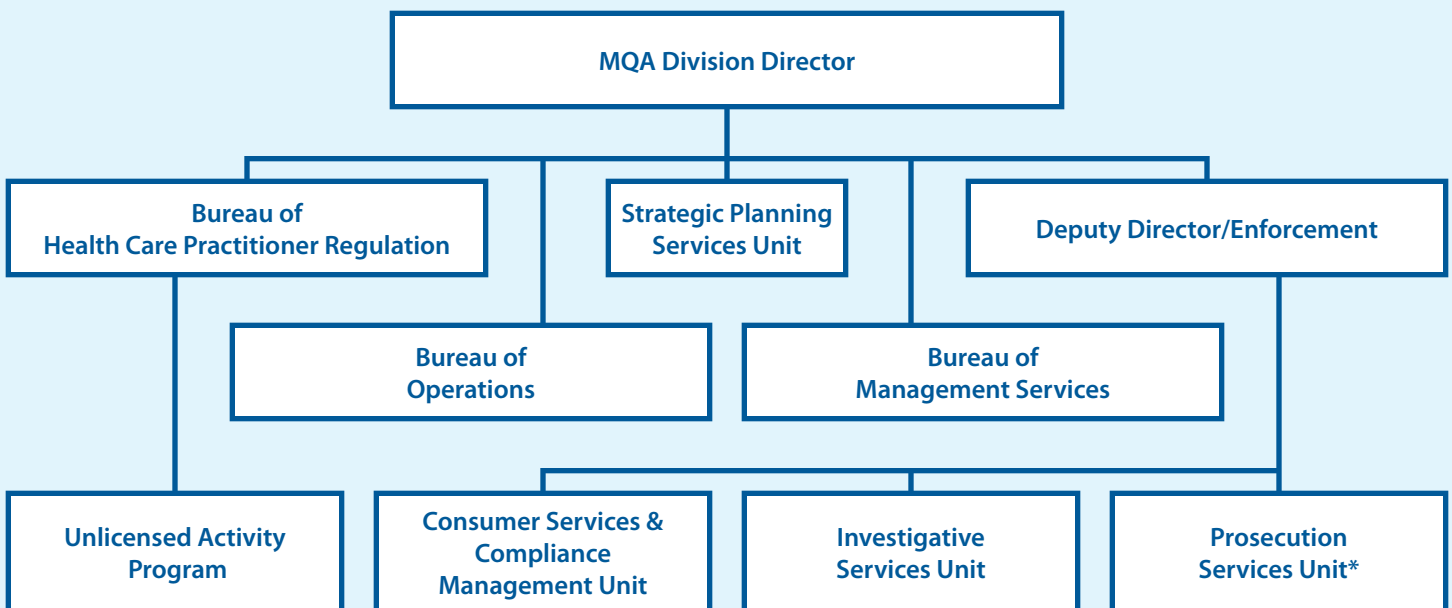 MQA Division Director
Bureau of
Health Care Practitioner Regulation
Strategic Planning
Services Unit
Deputy Director/Enforcement
Bureau of
Operations
Bureau of
Management Services
Unlicensed Activity
Program
Consumer Services &
Compliance
Management Unit
Investigative
Services Unit
Prosecution
Services Unit*